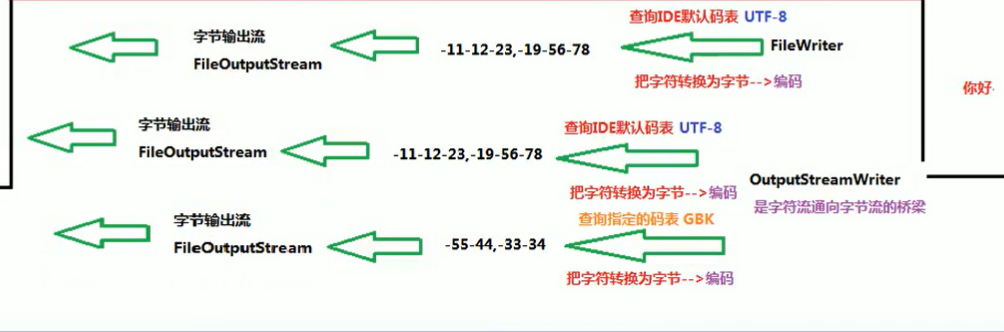 查询IDE默认码表 UTF-8
字节输出流
FileOutputStream
-11-12-23,-19-56-78
FileWriter
把字符转换为字节-->编码
你好
字节输出流
FileOutputStream
查询IDE默认码表 UTF-8
-11-12-23,-19-56-78
把字符转换为字节-->编码
OutputStreamWriter
是字符流通向字节流的桥梁
字节输出流
FileOutputStream
查询指定的码表 GBK
-55-44,-33-34
把字符转换为字节-->编码